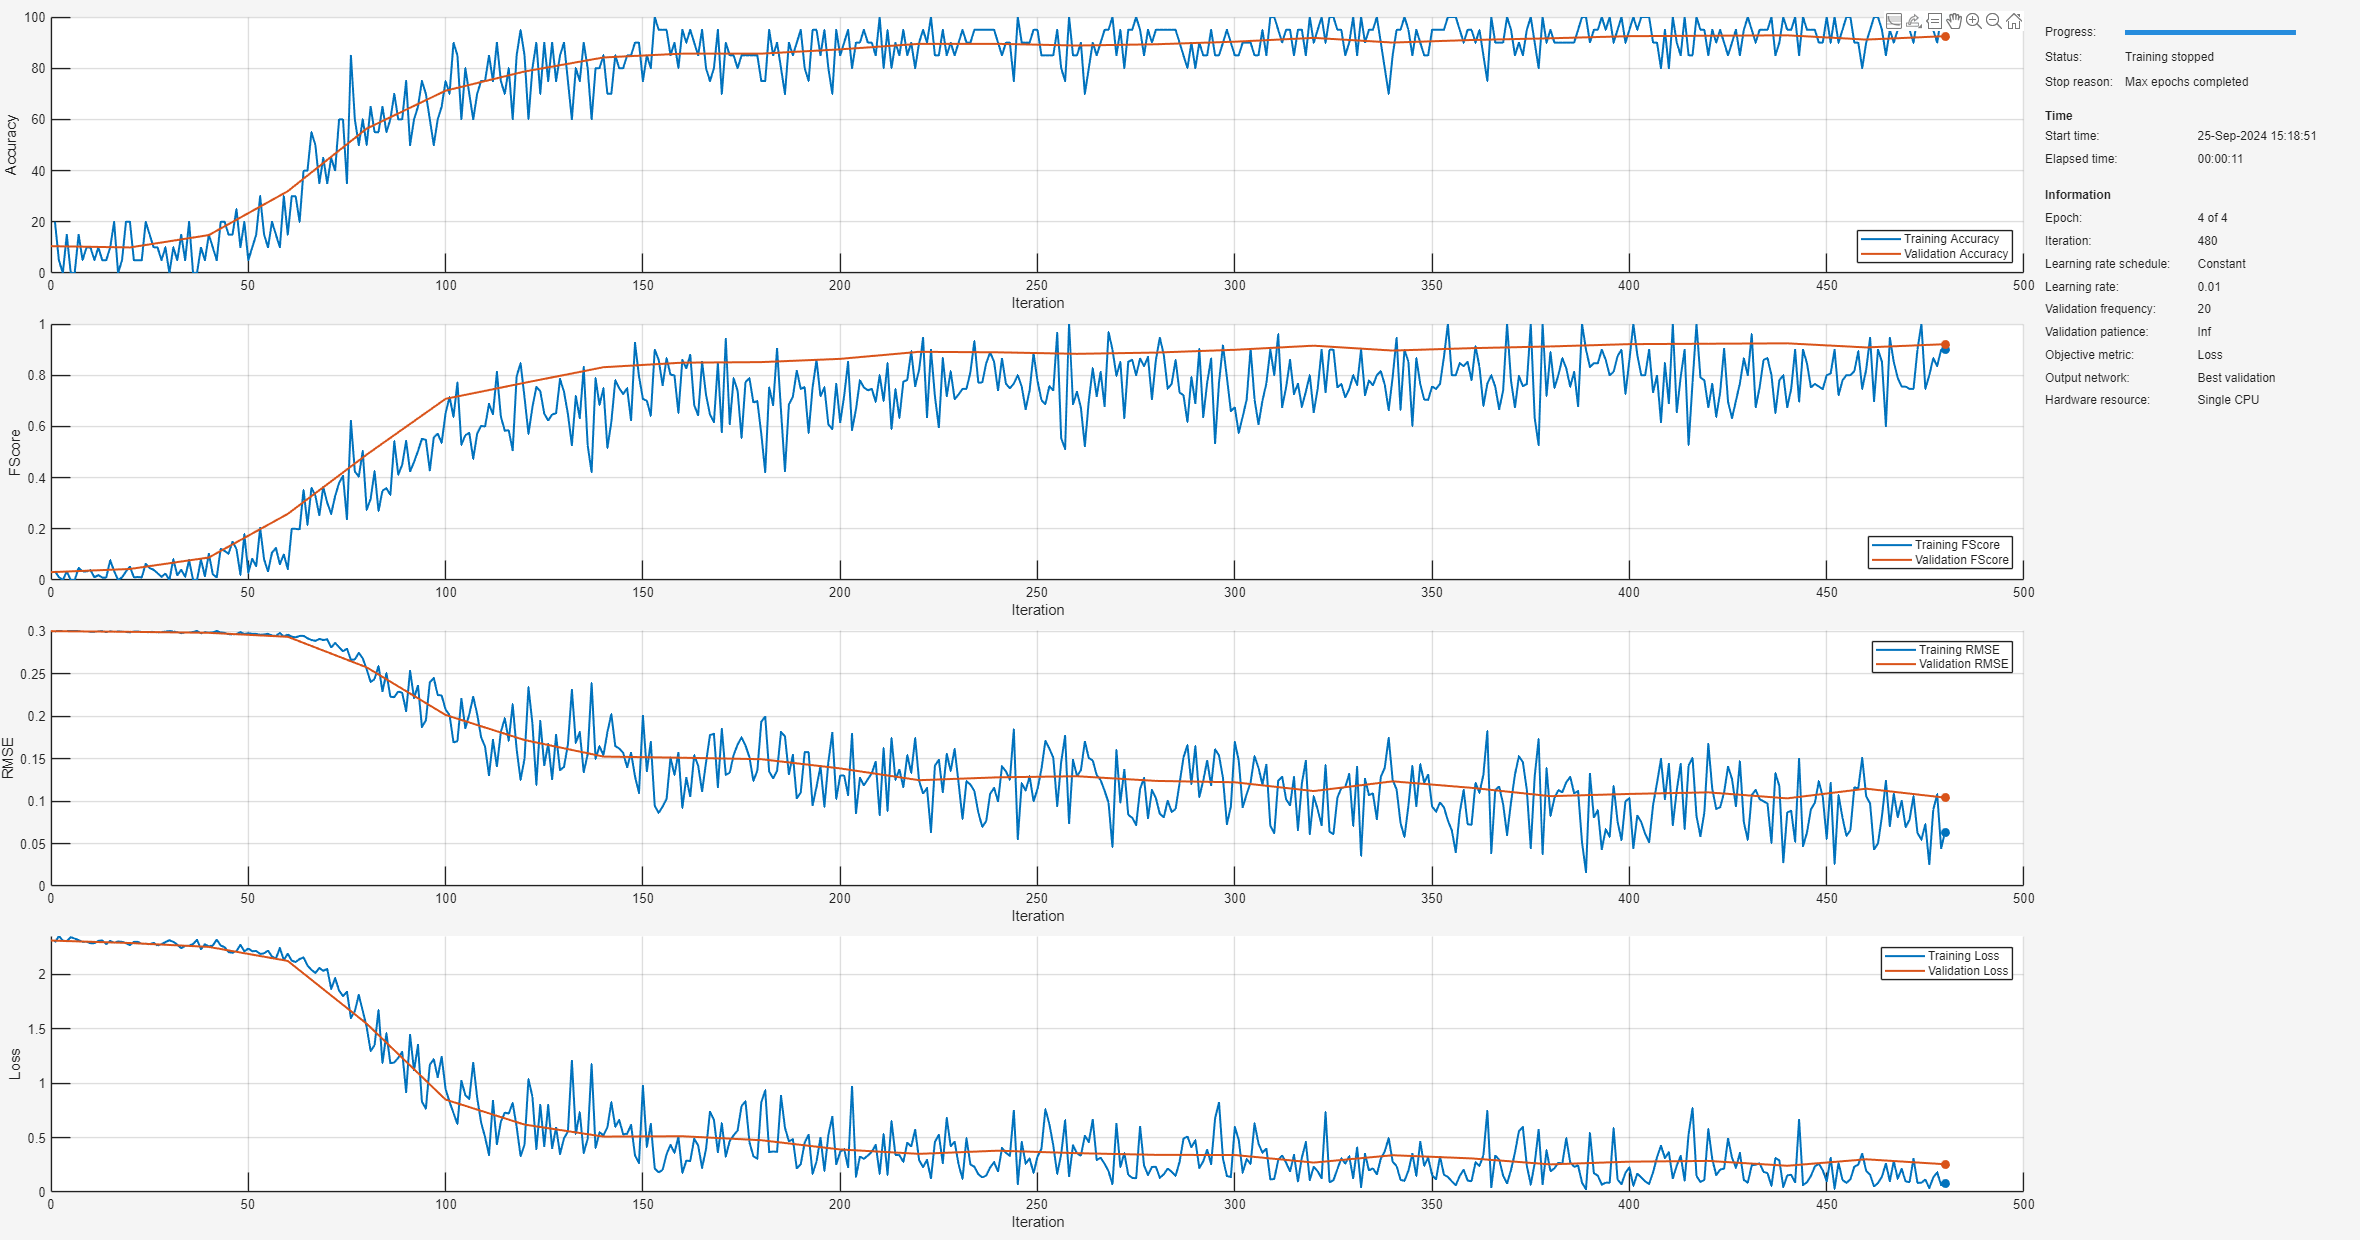 100
80
60
40
20
0
Accuracy
Training Accuracy
Validation Accuracy
0 50 100 150 200 250 300 350 400 450 500
Iteration
1
0.8
0.6
0.4
0.2
0
FScore
Training FScore
Validation FScore
0 50 100 150 200 250 300 350 400 450 500
Iteration
0.3
0.25
0.2
0.15
0.1
0.05
0
RMSE
Training RMSE
Validation RMSE
0 50 100 150 200 250 300 350 400 450 500
Iteration
2
1.5
1
0.5
0
Loss
Training Loss
Validation Loss
0 50 100 150 200 250 300 350 400 450 500
Iteration
Progress:
Status: Training stopped
Stop reason: Max epochs completed
Time
Start time: 25-Sep-2024 15:18:51
Elapsed time: 00:00:11
Information
Epoch: 4 of 4
Iteration: 480
Learning rate schedule: Constant
Learning rate: 0.01
Validation frequency: 20
Validation patience: Inf
Objective metric: Loss
Output network: Best validation
Hardware resource: Single CPU